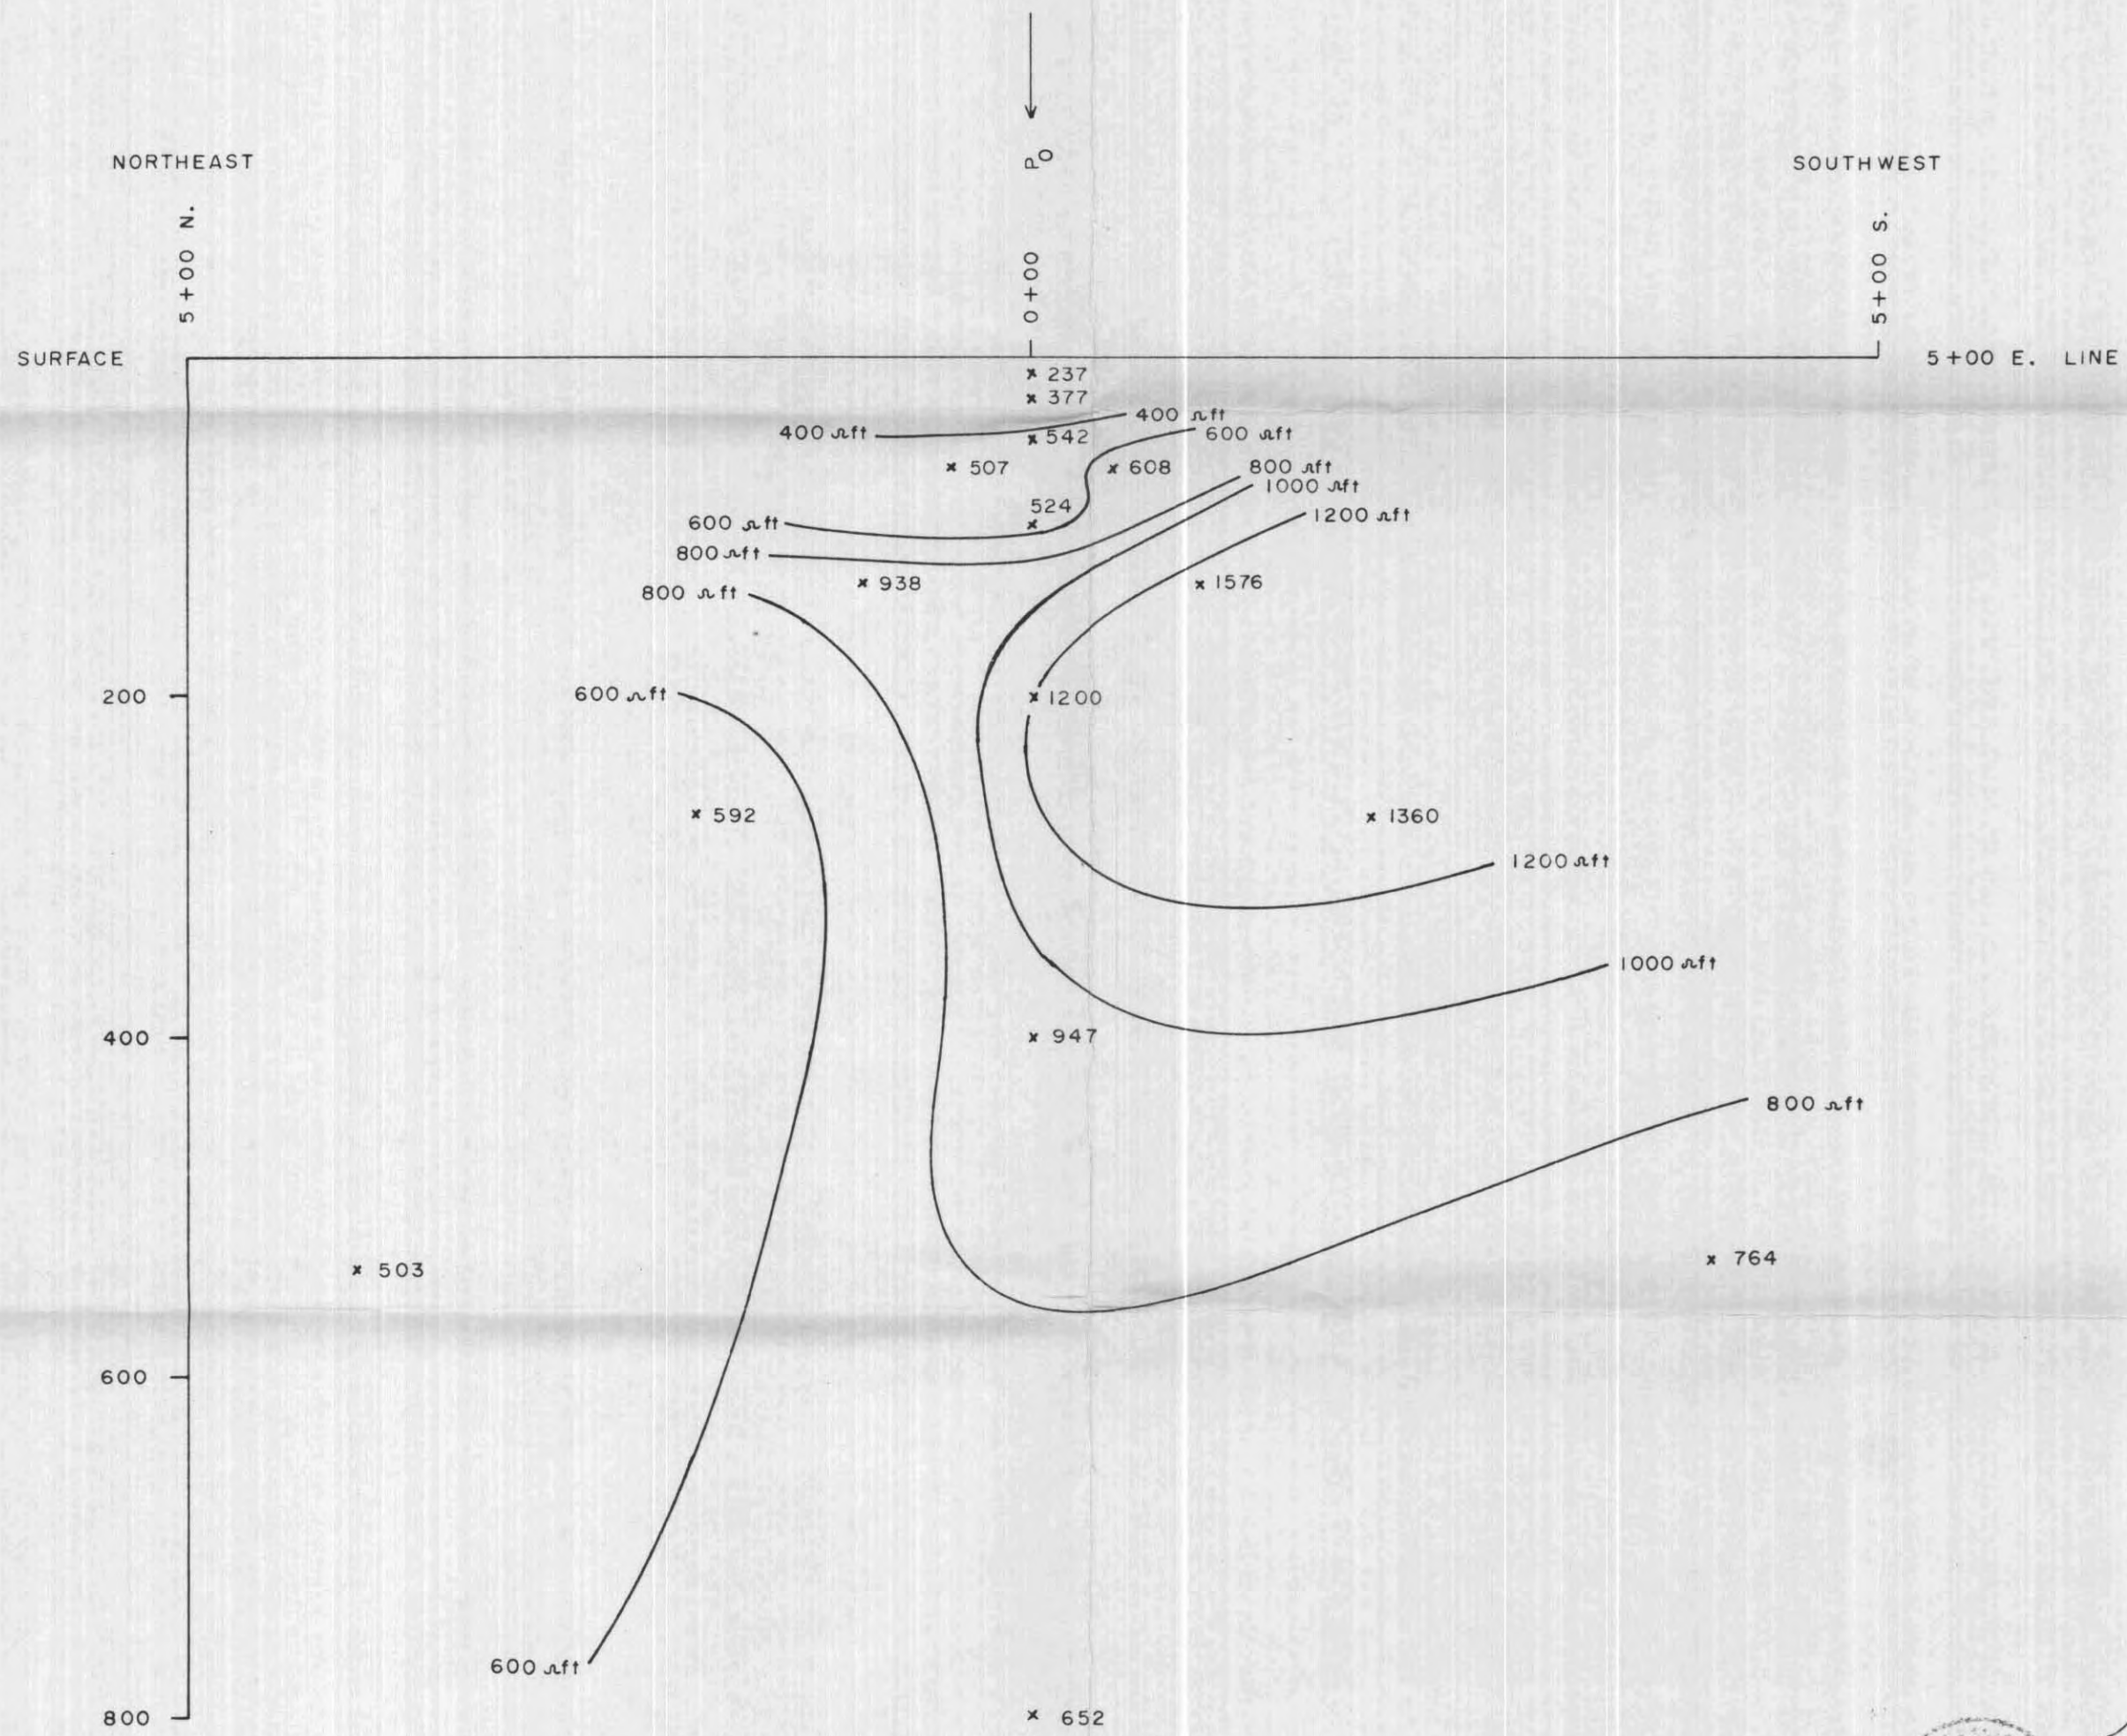 NORTHEAST
P0
SOUTHWEST
5+00 N.
0+00
5+00 S.
SURFACE
5+00 E. LINE
237
377
400 Ωft
400 Ωft
542
600 Ωft
507
608
800 Ωft
1000 Ωft
524
1200 Ωft
600 Ωft
800 Ωft
938
1576
800 Ωft
200
600 Ωft
1200
592
1360
1200 Ωft
1000 Ωft
400
947
800 Ωft
503
764
600
600 Ωft
800
652